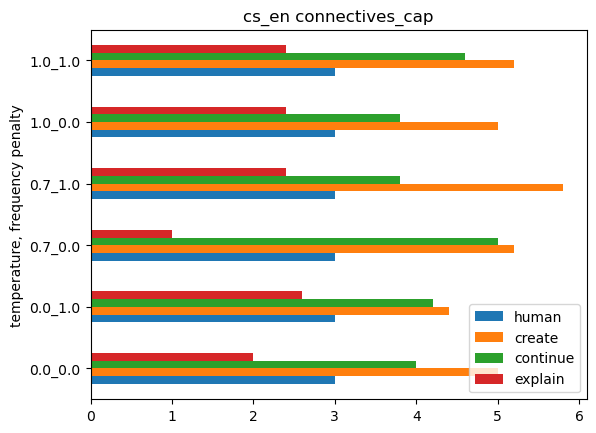 cs_en connectives_cap
temperature, frequency penalty
1.0_1.0
1.0_0.0
0.7_1.0
0.7_0.0
0.0_1.0
0.0_0.0
human
create
continue
explain
0 1 2 3 4 5 6